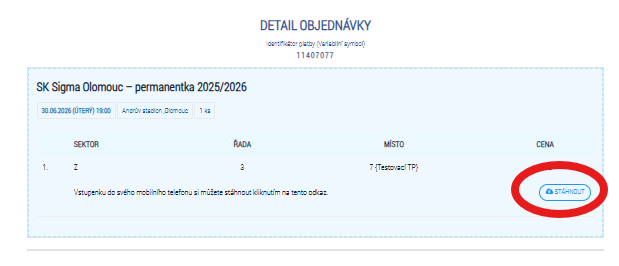 DETAIL OBJEDNÁVKY
Identifikátor platby (Variabilní symbol)
11407077
SK Sigma Olomouc – permanentka 2025/2026
30.06.2026 (ÚTERÝ) 19:00 Andrův stadion ,Olomouc 1 ks
SEKTOR ŘADA MÍSTO CENA
1. Z 3 7 (Testovací TP)
Vstupenku do svého mobilního telefonu si můžete stáhnout kliknutím na tento odkaz. STÁHNOUT